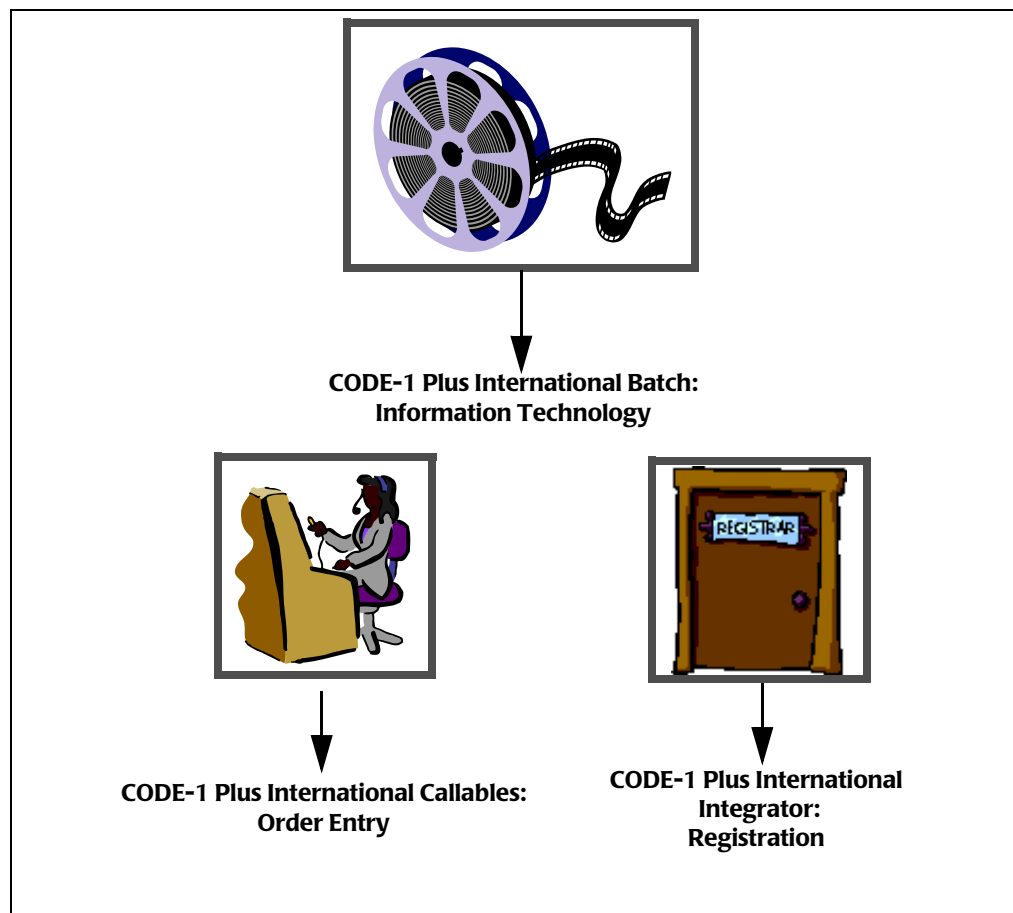 CODE-1 Plus International Batch:
Information Technology
REGISTRAR
CODE-1 Plus International Callables:
Order Entry
CODE-1 Plus International
Integrator:
Registration